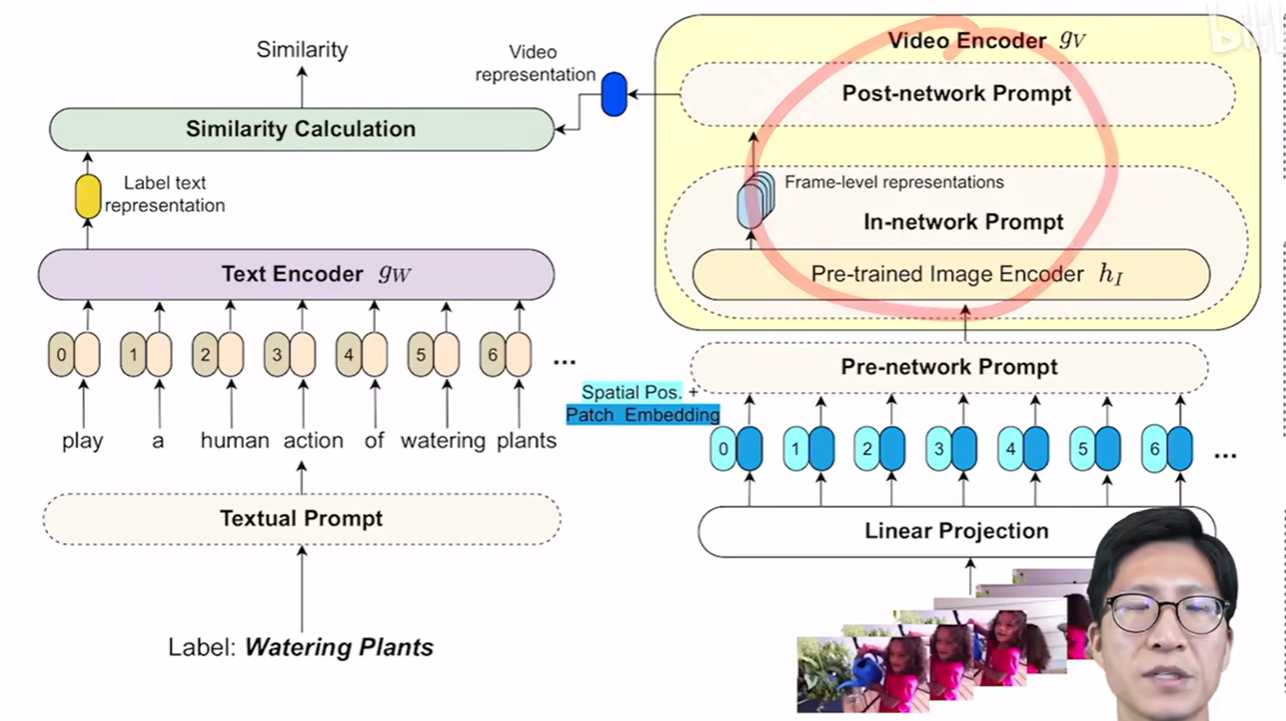 Similarity
Similarity Calculation
Label text
representation
Text Encoder gW
0 1 2 3 4 5 6 ...
play a human action of watering plants
Textual Prompt
Label: Watering Plants
Video
representation
Video Encoder gV
Post-network Prompt
Frame-level representations
In-network Prompt
Pre-trained Image Encoder hI
Pre-network Prompt
Spatial Pos. +
Patch Embedding
0 1 2 3 4 5 6 ...
Linear Projection